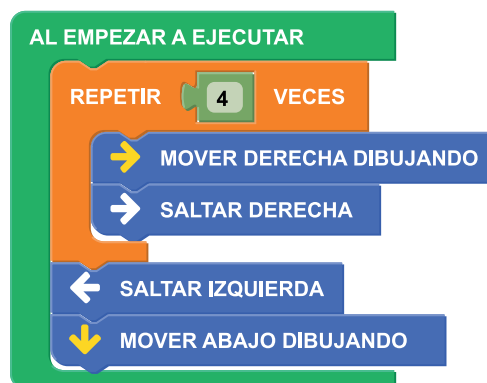 AL EMPEZAR A EJECUTAR
REPETIR 4 VECES
MOVER DERECHA DIBUJANDO
SALTAR DERECHA
SALTAR IZQUIERDA
MOVER ABAJO DIBUJANDO